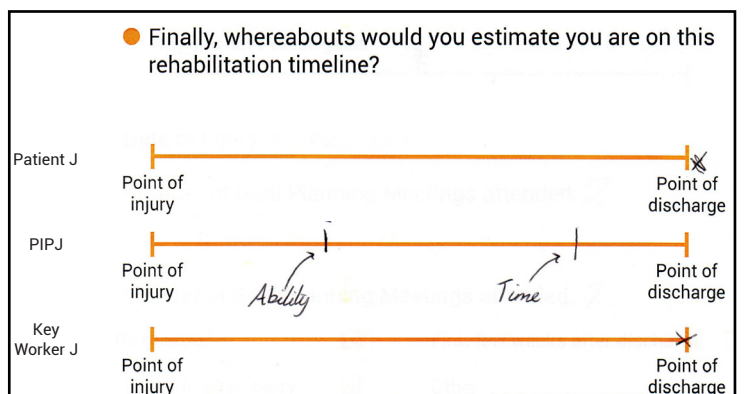 Finally, whereabouts would you estimate you are on this
rehabilitation timeline?
Patient J
Point of
injury
Point of
discharge
PIPJ
Point of
injury
Ability
Time
Point of
discharge
Key
Worker J
Point of
injury
Point of
discharge